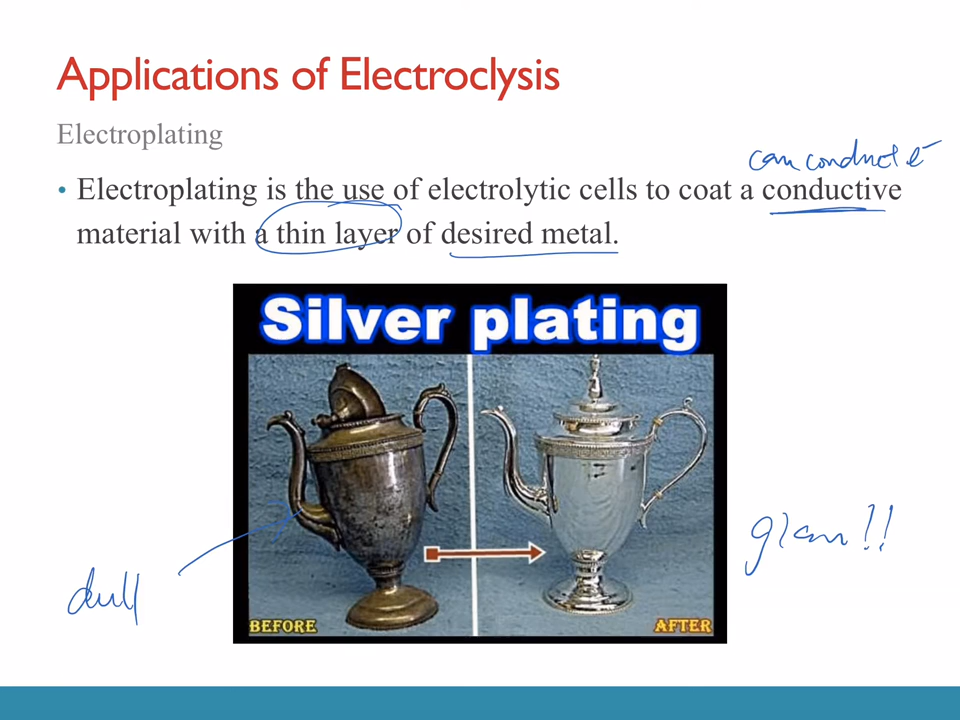 Applications of Electroclysis
Electroplating
can conduct e⁻
• Electroplating is the use of electrolytic cells to coat a conductive
material with a thin layer of desired metal.
Silver plating
glam!!
dull
BEFORE
AFTER